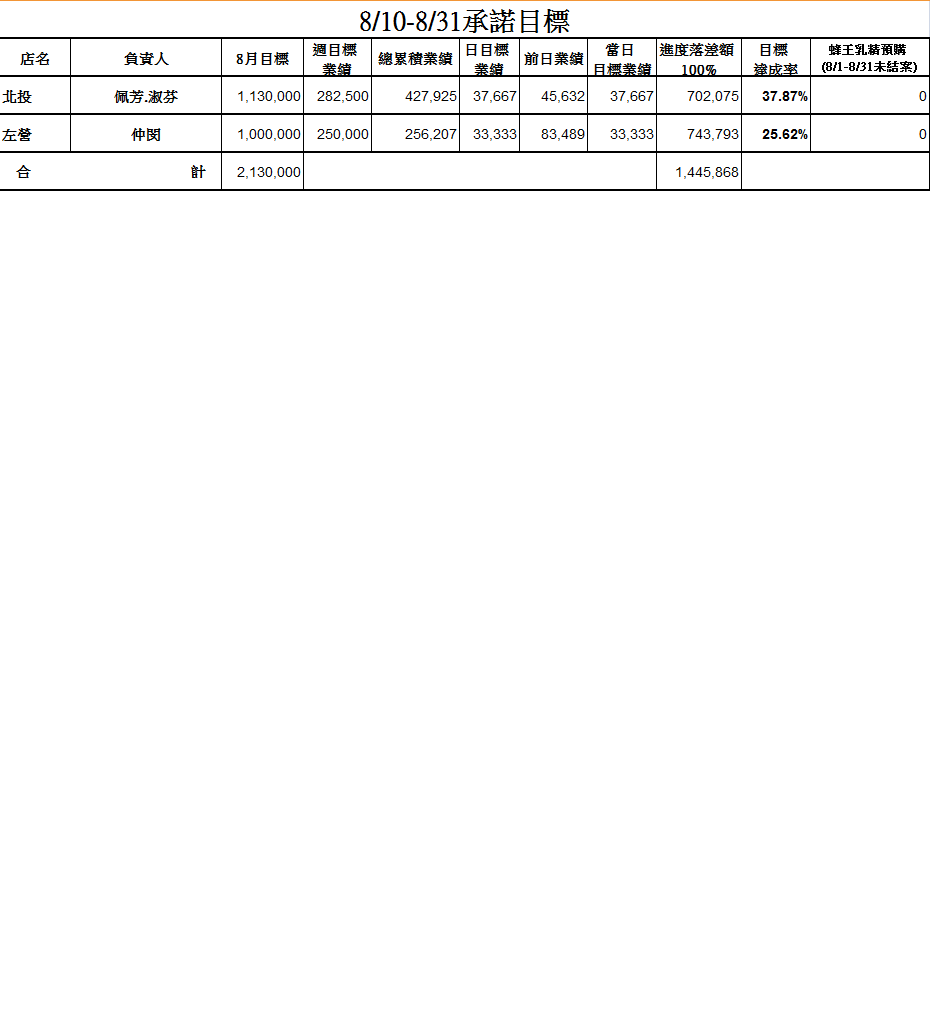 8/10-8/31承諾目標
店名 負責人 8月目標 週目標業績 總累積業績 日目標業績 前日業績 當日目標業績 進度落差額100% 目標達成率 蜂王乳精預購(8/1-8/31未結案)
北投 佩芳.淑芬 1,130,000 282,500 427,925 37,667 45,632 37,667 702,075 37.87% 0
左營 仲閔 1,000,000 250,000 256,207 33,333 83,489 33,333 743,793 25.62% 0
合 計 2,130,000 1,445,868